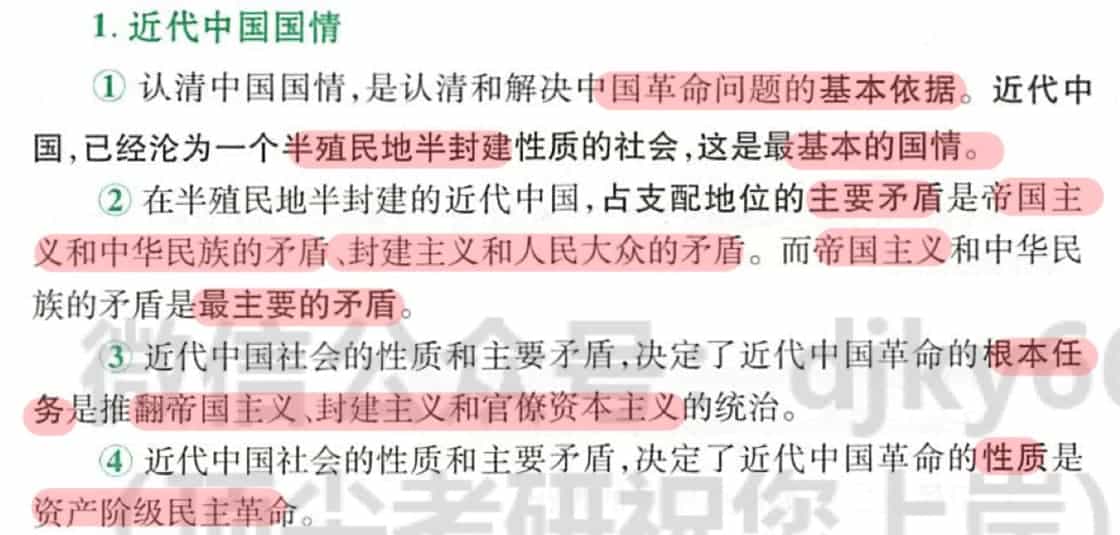 1. 近代中国国情
① 认清中国国情,是认清和解决中国革命问题的基本依据。近代中
国,已经沦为一个半殖民地半封建性质的社会,这是最基本的国情。
② 在半殖民地半封建的近代中国,占支配地位的主要矛盾是帝国主
义和中华民族的矛盾、封建主义和人民大众的矛盾。而帝国主义和中华民
族的矛盾是最主要的矛盾。
微信公众号 djky6
③ 近代中国社会的性质和主要矛盾,决定了近代中国革命的根本任
务是推翻帝国主义、封建主义和官僚资本主义的统治。
④ 近代中国社会的性质和主要矛盾,决定了近代中国革命的性质是
资产阶级民主革命。
考研祝你上岸)